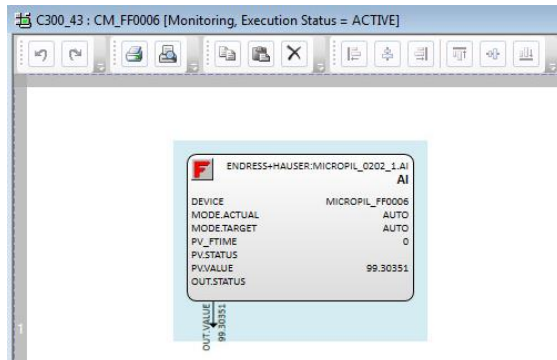 C300_43 : CM_FF0006 [Monitoring, Execution Status = ACTIVE]
ENDRESS+HAUSER:MICROPIL_0202_1.AI
AI
DEVICE MICROPIL_FF0006
MODE.ACTUAL AUTO
MODE.TARGET AUTO
PV_FTIME 0
PV.STATUS
PV.VALUE 99.30351
OUT.STATUS
OUT.VALUE
99.30351
1